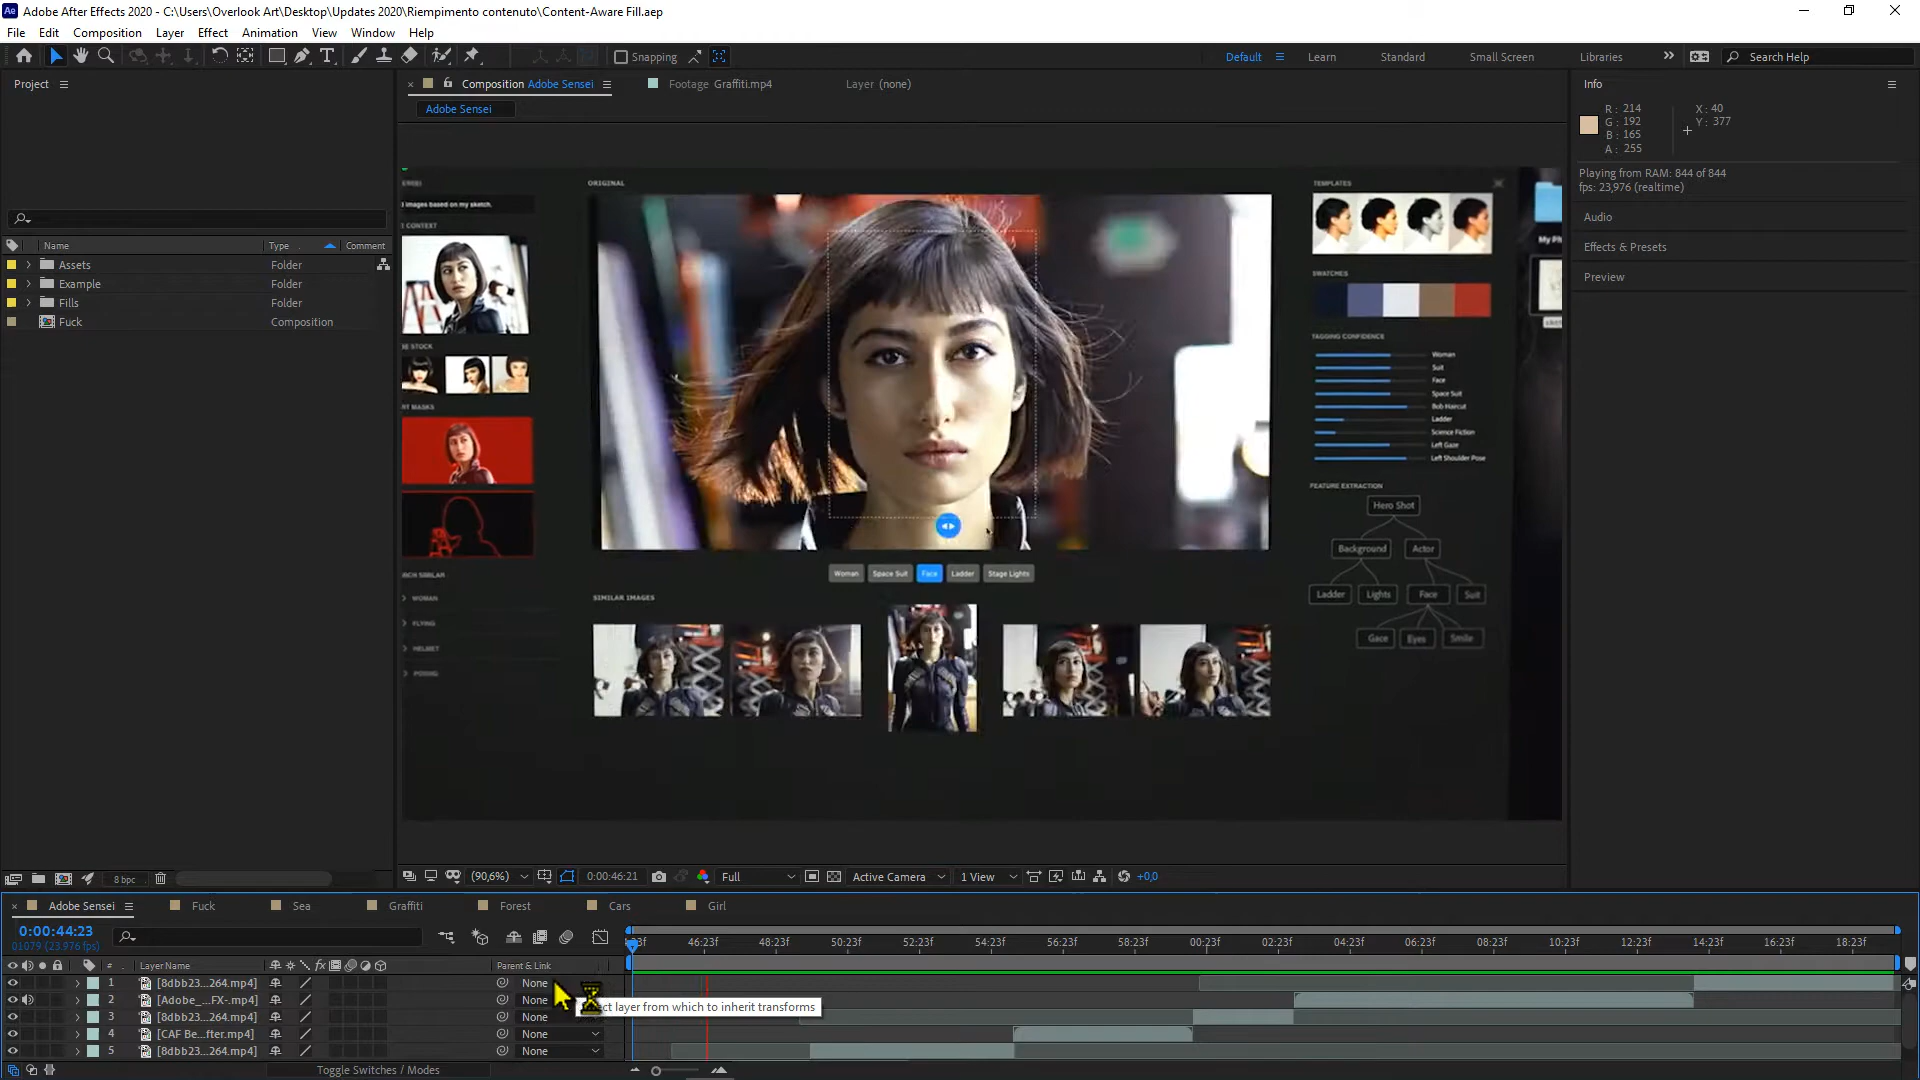 Adobe After Effects 2020 - C:\Users\Overlook Art\Desktop\Updates 2020\Riempimento contenuto\Content-Aware Fill.aep
File Edit Composition Layer Effect Animation View Window Help
Snapping
Default Learn Standard Small Screen Libraries Search Help
Project
Composition Adobe Sensei
Footage Graffiti.mp4
Layer (none)
Adobe Sensei
Info
R: 214
G: 192
B: 165
A: 255
X: 40
Y: 377
Playing from RAM: 844 of 844
fps: 23,976 (realtime)
Audio
Effects & Presets
Preview
Name Type Comment
Assets Folder
Example Folder
Fills Folder
Fuck Composition
d images based on my sketch.
T CONTEXT
ORIGINAL
TEMPLATES
SWATCHES
TAGGING CONFIDENCE
Woman
Suit
Face
Space Suit
Bob Haircut
Ladder
Science Fiction
Left Gaze
Left Shoulder Pose
FEATURE EXTRACTION
Hero Shot
Background Actor
Ladder Lights Face Suit
Gaze Eyes Smile
My Ph
RE STOCK
RT MASKS
RCH SIMILAR
WOMAN
FLYING
HELMET
POSING
Woman Space Suit Face Ladder Stage Lights
SIMILAR IMAGES
8 bpc
(90,6%) 0:00:46:21 Full Active Camera 1 View +0,0
Adobe Sensei Fuck Sea Graffiti Forest Cars Girl
0:00:44:23
01079 (23.976 fps)
:23f 46:23f 48:23f 50:23f 52:23f 54:23f 56:23f 58:23f 00:23f 02:23f 04:23f 06:23f 08:23f 10:23f 12:23f 14:23f 16:23f 18:23f
# Layer Name fx Parent & Link
1 [8dbb23...264.mp4] None
2 [Adobe_...FX-.mp4] None
ct layer from which to inherit transforms
3 [8dbb23...264.mp4] None
4 [CAF Be...fter.mp4] None
5 [8dbb23...264.mp4] None
Toggle Switches / Modes